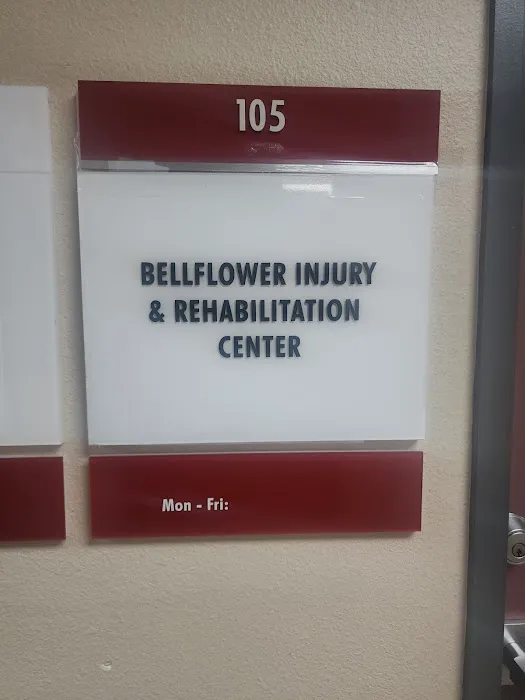 105
BELLFLOWER INJURY
& REHABILITATION
CENTER
Mon - Fri: